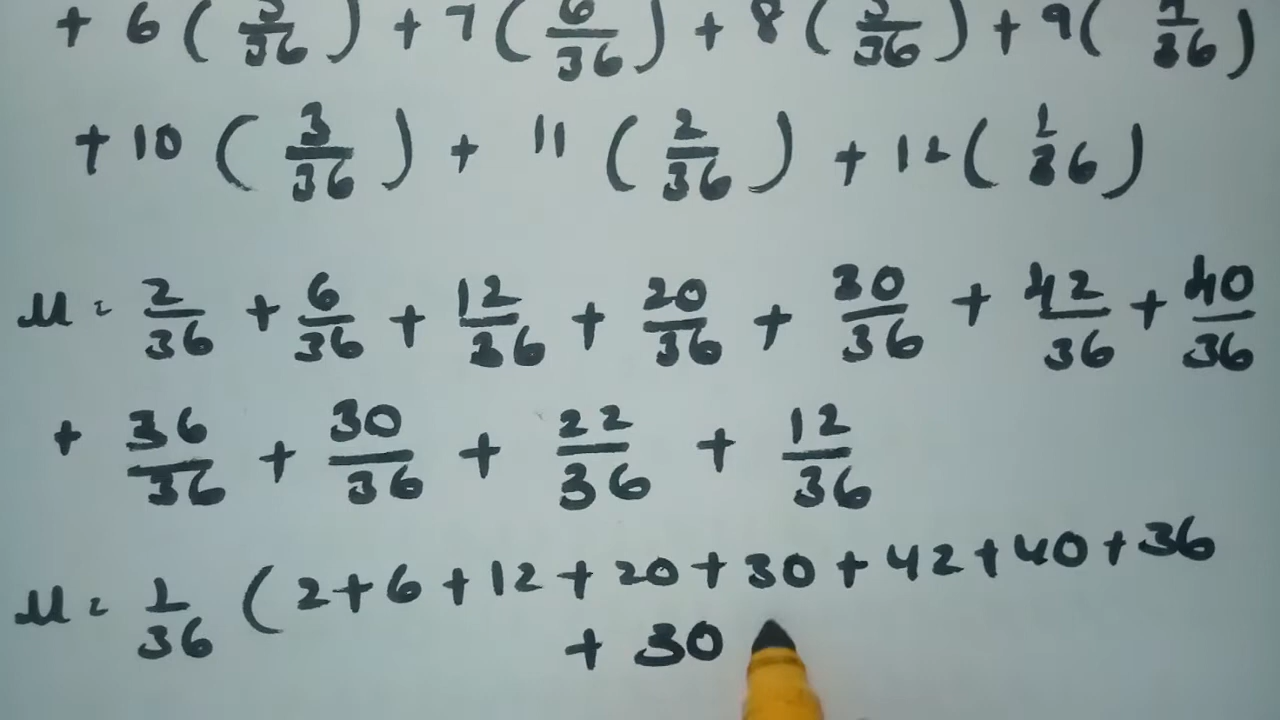 + 6 ( 5/36 ) + 7 ( 6/36 ) + 8 ( 5/36 ) + 9 ( /36 )
+ 10 ( 3/36 ) + 11 ( 2/36 ) + 12 ( 1/36 )
μ = 2/36 + 6/36 + 12/36 + 20/36 + 30/36 + 42/36 + 40/36
+ 36/36 + 30/36 + 22/36 + 12/36
μ = 1/36 ( 2 + 6 + 12 + 20 + 30 + 42 + 40 + 36
+ 30